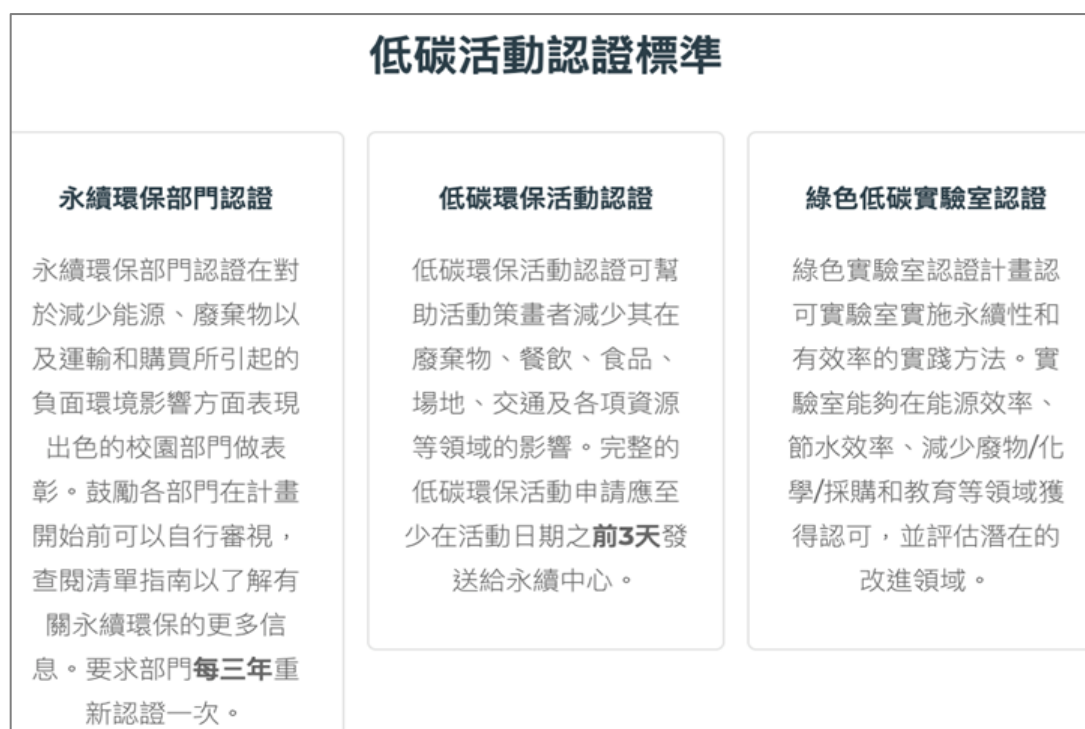 低碳活動認證標準
永續環保部門認證
永續環保部門認證在對
於減少能源、廢棄物以
及運輸和購買所引起的
負面環境影響方面表現
出色的校園部門做表
彰。鼓勵各部門在計畫
開始前可以自行審視，
查閱清單指南以了解有
關永續環保的更多信
息。要求部門每三年重
新認證一次。
低碳環保活動認證
低碳環保活動認證可幫
助活動策畫者減少其在
廢棄物、餐飲、食品、
場地、交通及各項資源
等領域的影響。完整的
低碳環保活動申請應至
少在活動日期之前3天發
送給永續中心。
綠色低碳實驗室認證
綠色實驗室認證計畫認
可實驗室實施永續性和
有效率的實踐方法。實
驗室能夠在能源效率、
節水效率、減少廢物/化
學/採購和教育等領域獲
得認可，並評估潛在的
改進領域。